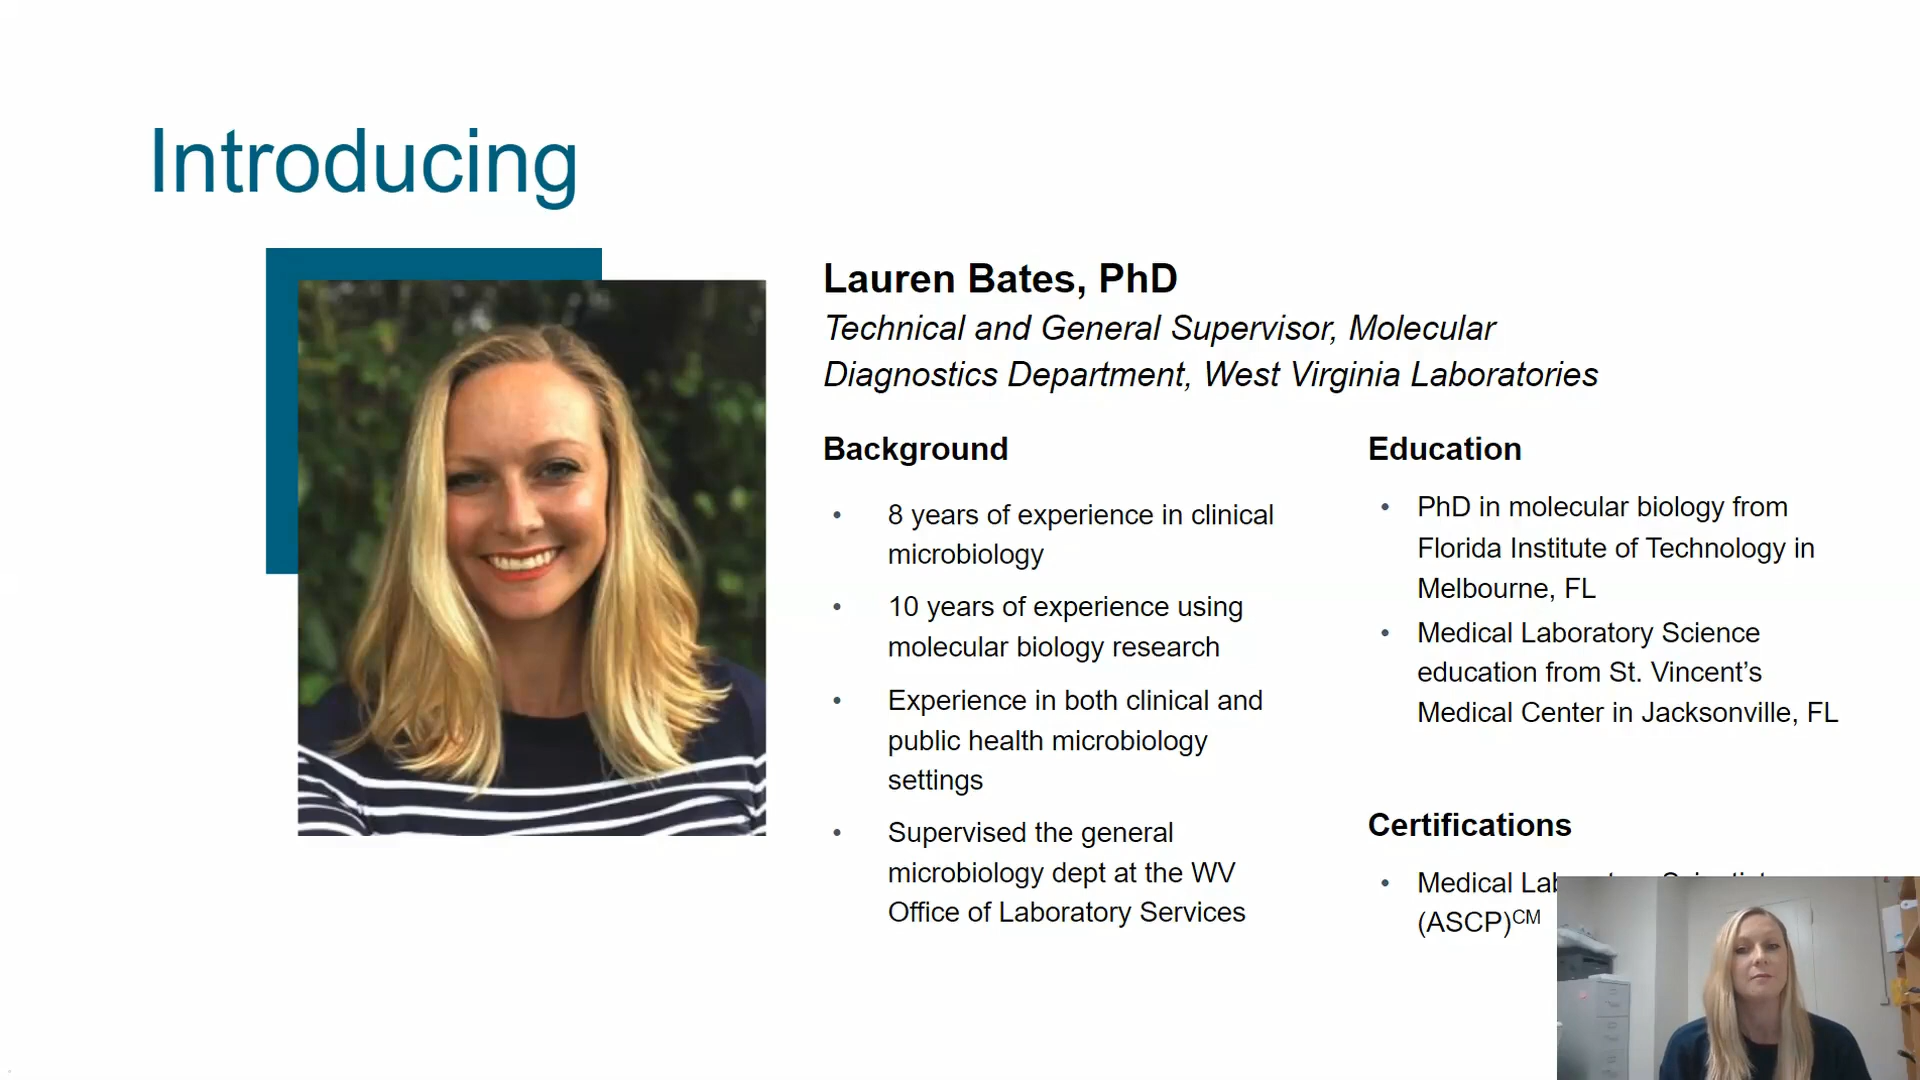 Introducing
Lauren Bates, PhD
Technical and General Supervisor, Molecular
Diagnostics Department, West Virginia Laboratories
Background
• 8 years of experience in clinical
microbiology
• 10 years of experience using
molecular biology research
• Experience in both clinical and
public health microbiology
settings
• Supervised the general
microbiology dept at the WV
Office of Laboratory Services
Education
• PhD in molecular biology from
Florida Institute of Technology in
Melbourne, FL
• Medical Laboratory Science
education from St. Vincent’s
Medical Center in Jacksonville, FL
Certifications
• Medical Laboratory Scientist
(ASCP)CM